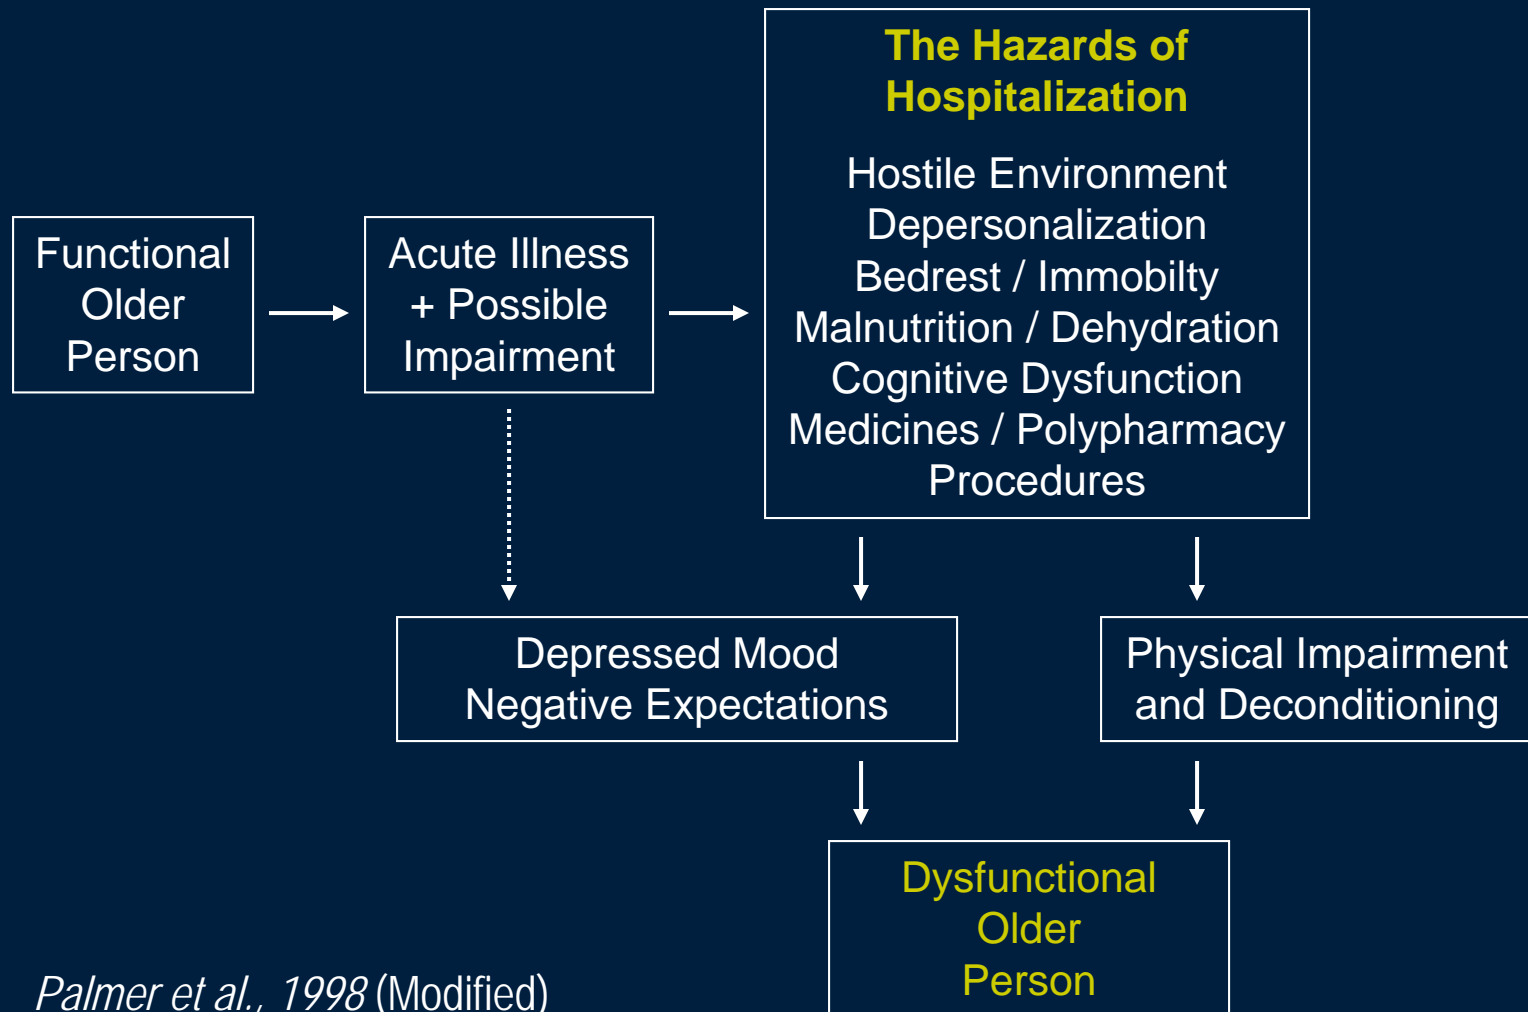 The Hazards of
Hospitalization
Hostile Environment
Depersonalization
Bedrest / Immobilty
Malnutrition / Dehydration
Cognitive Dysfunction
Medicines / Polypharmacy
Procedures
Functional
Older
Person
Acute Illness
+ Possible
Impairment
Depressed Mood
Negative Expectations
Physical Impairment
and Deconditioning
Dysfunctional
Older
Person
Palmer et al., 1998 (Modified)